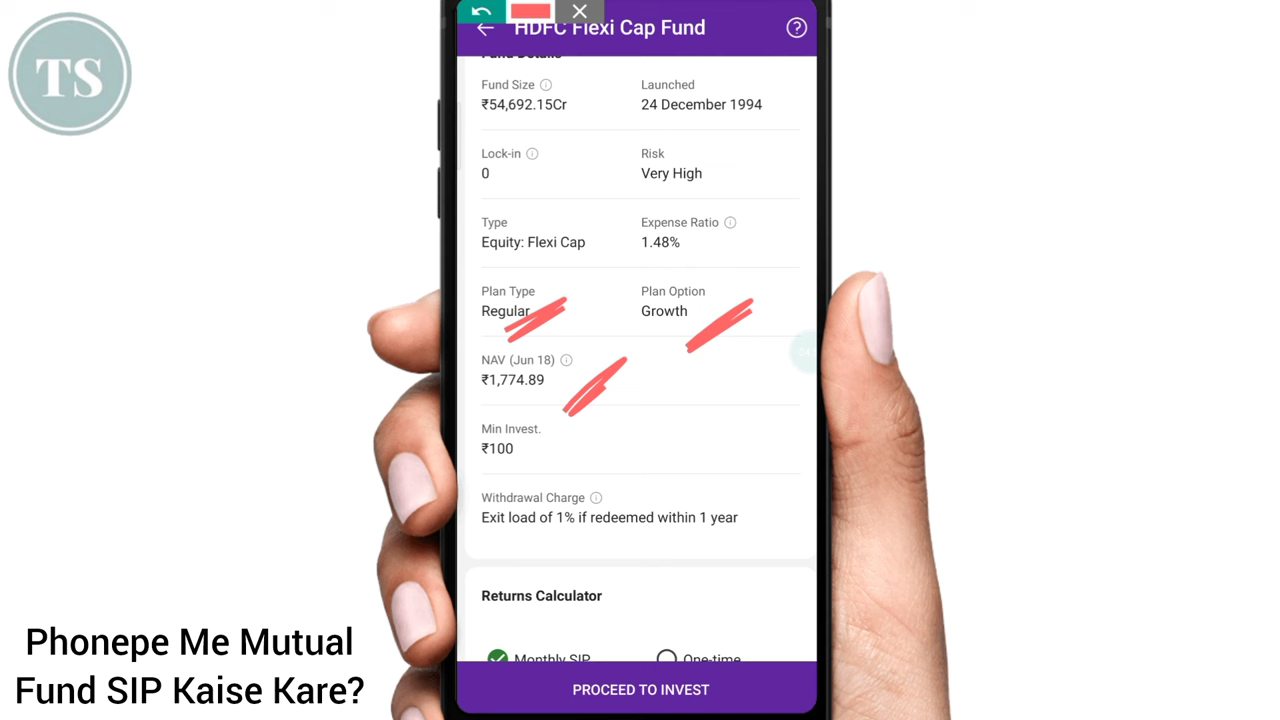 TS
HDFC Flexi Cap Fund
Fund Details
Fund Size Launched
₹54,692.15Cr 24 December 1994
Lock-in Risk
0 Very High
Type Expense Ratio
Equity: Flexi Cap 1.48%
Plan Type Plan Option
Regular Growth
NAV (Jun 18)
₹1,774.89
Min Invest.
₹100
Withdrawal Charge
Exit load of 1% if redeemed within 1 year
Returns Calculator
Monthly SIP One-time
PROCEED TO INVEST
Phonepe Me Mutual
Fund SIP Kaise Kare?